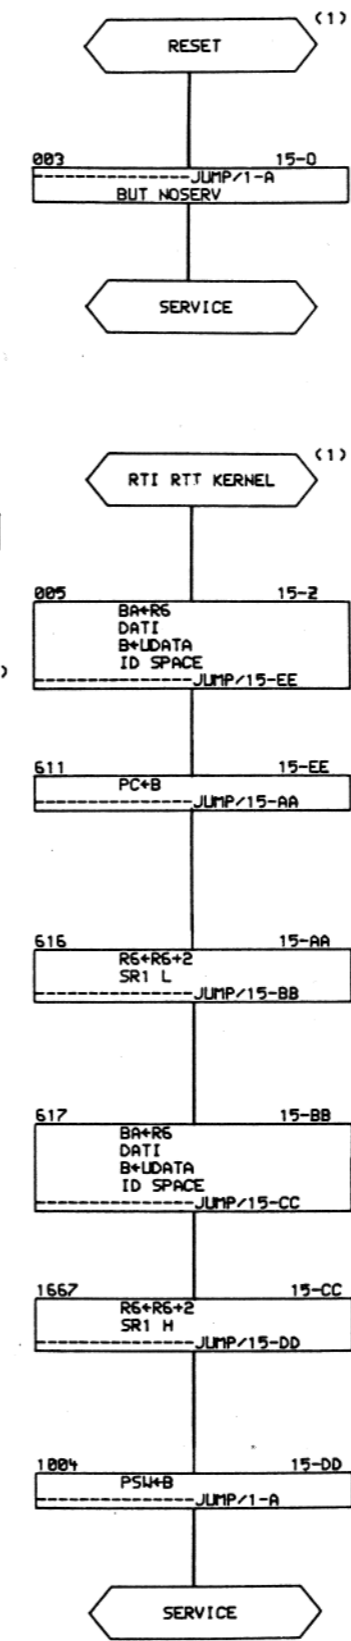 (1)
RESET
003 15-D
JUMP/1-A
BUT NOSERV
SERVICE
(1)
RTI RTT KERNEL
005 15-Z
BA←R6
DATI
B←UDATA
ID SPACE
JUMP/15-EE
611 15-EE
PC←B
JUMP/15-AA
616 15-AA
R6←R6+2
SR1 L
JUMP/15-BB
617 15-BB
BA←R6
DATI
B←UDATA
ID SPACE
JUMP/15-CC
1667 15-CC
R6←R6+2
SR1 H
JUMP/15-DD
1004 15-DD
PSW←B
JUMP/1-A
SERVICE